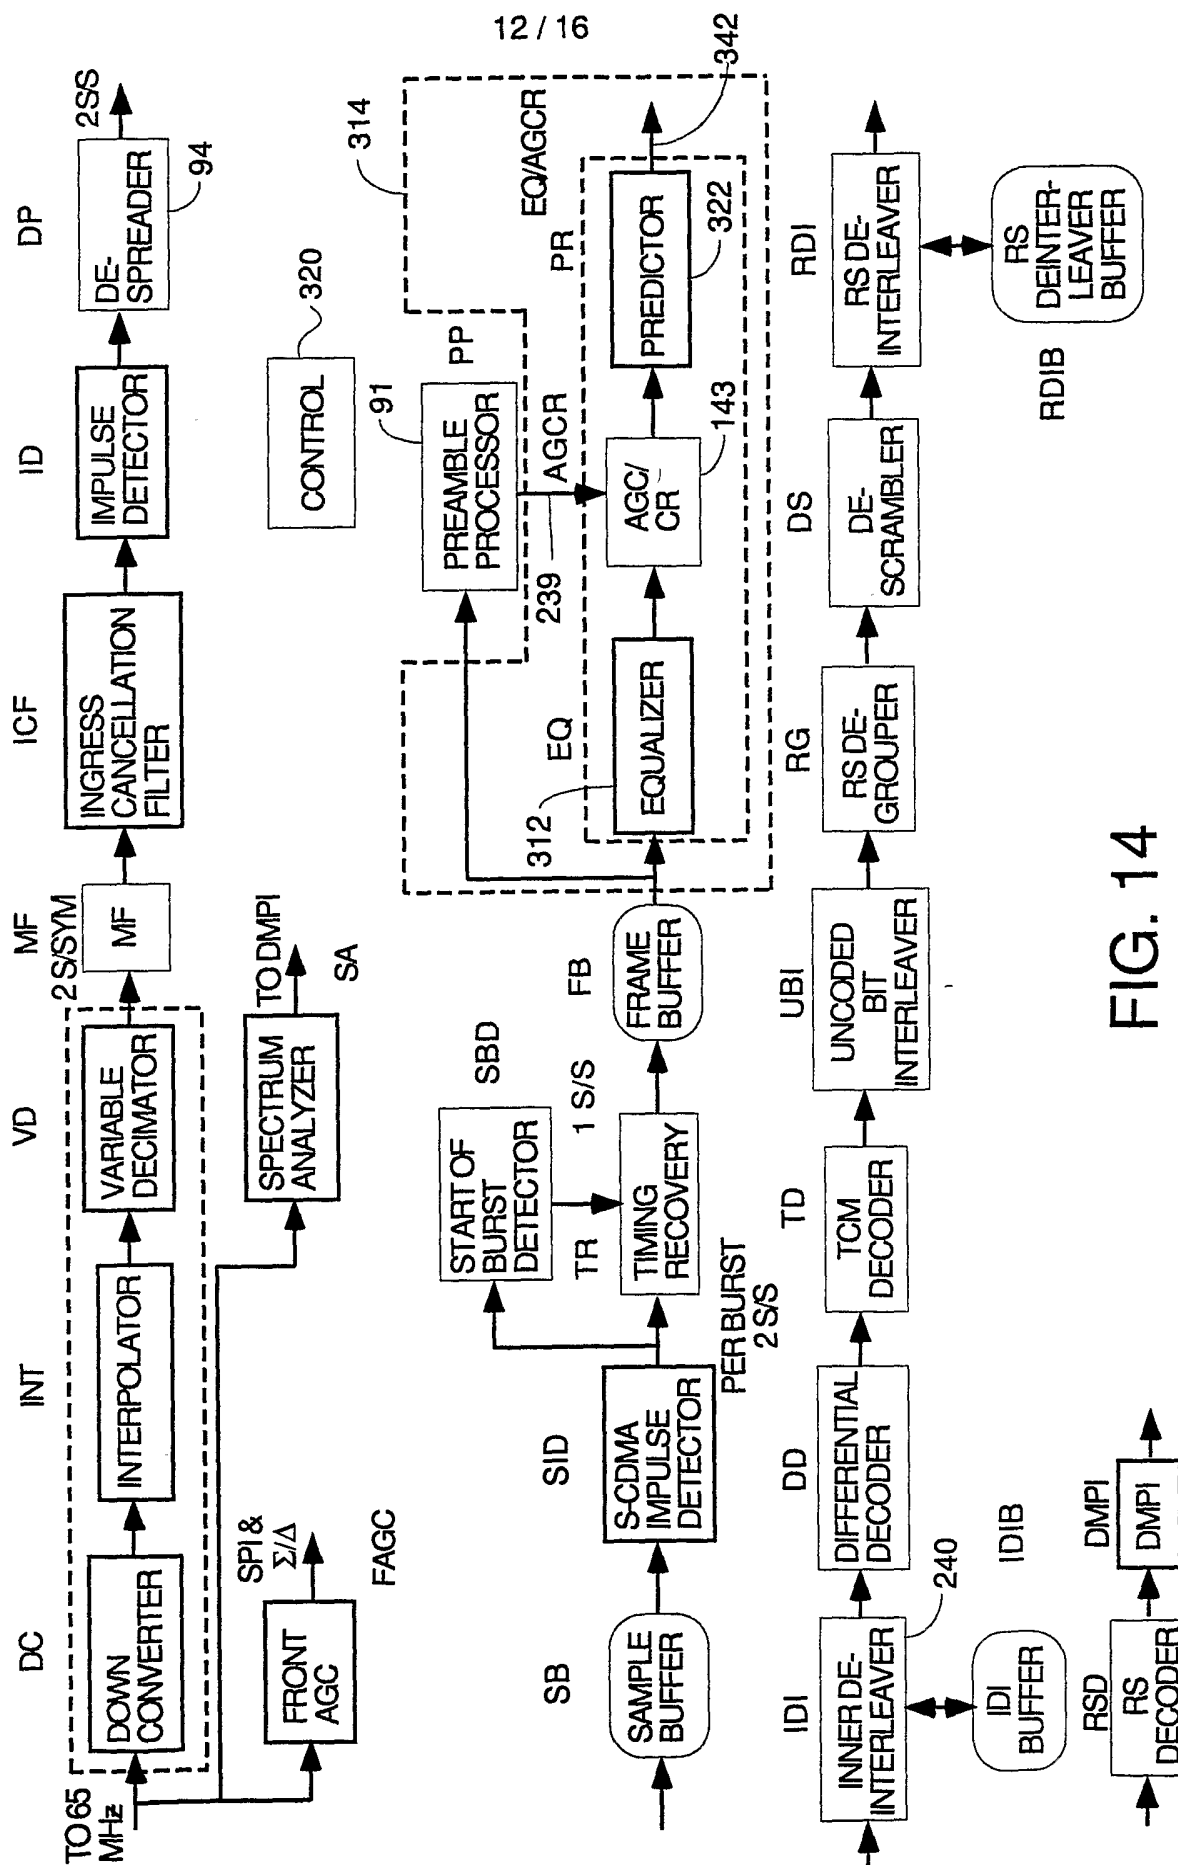 12 / 16
DC
INT
VD
MF
2 S/SYM
ICF
ID
DP
TO 65
MHz
DOWN
CONVERTER
INTERPOLATOR
VARIABLE
DECIMATOR
MF
INGRESS
CANCELLATION
FILTER
IMPULSE
DETECTOR
DE-
SPREADER
2S/S
94
FRONT
AGC
SPI &
Σ/Δ
FAGC
SPECTRUM
ANALYZER
TO DMPI
SA
CONTROL
320
314
SB
SAMPLE
BUFFER
SID
S-CDMA
IMPULSE
DETECTOR
PER BURST
2 S/S
SBD
START OF
BURST
DETECTOR
TR
TIMING
RECOVERY
1 S/S
FB
FRAME
BUFFER
PP
91
PREAMBLE
PROCESSOR
239
AGCR
EQ/AGCR
EQ
312
EQUALIZER
AGC/
CR
143
PR
PREDICTOR
322
342
IDI
INNER DE-
INTERLEAVER
240
IDI
BUFFER
IDIB
DD
DIFFERENTIAL
DECODER
TD
TCM
DECODER
UBI
UNCODED
BIT
INTERLEAVER
RG
RS DE-
GROUPER
DS
DE-
SCRAMBLER
RDI
RS DE-
INTERLEAVER
RDIB
RS
DEINTER-
LEAVER
BUFFER
RSD
RS
DECODER
DMPI
DMPI
FIG. 14